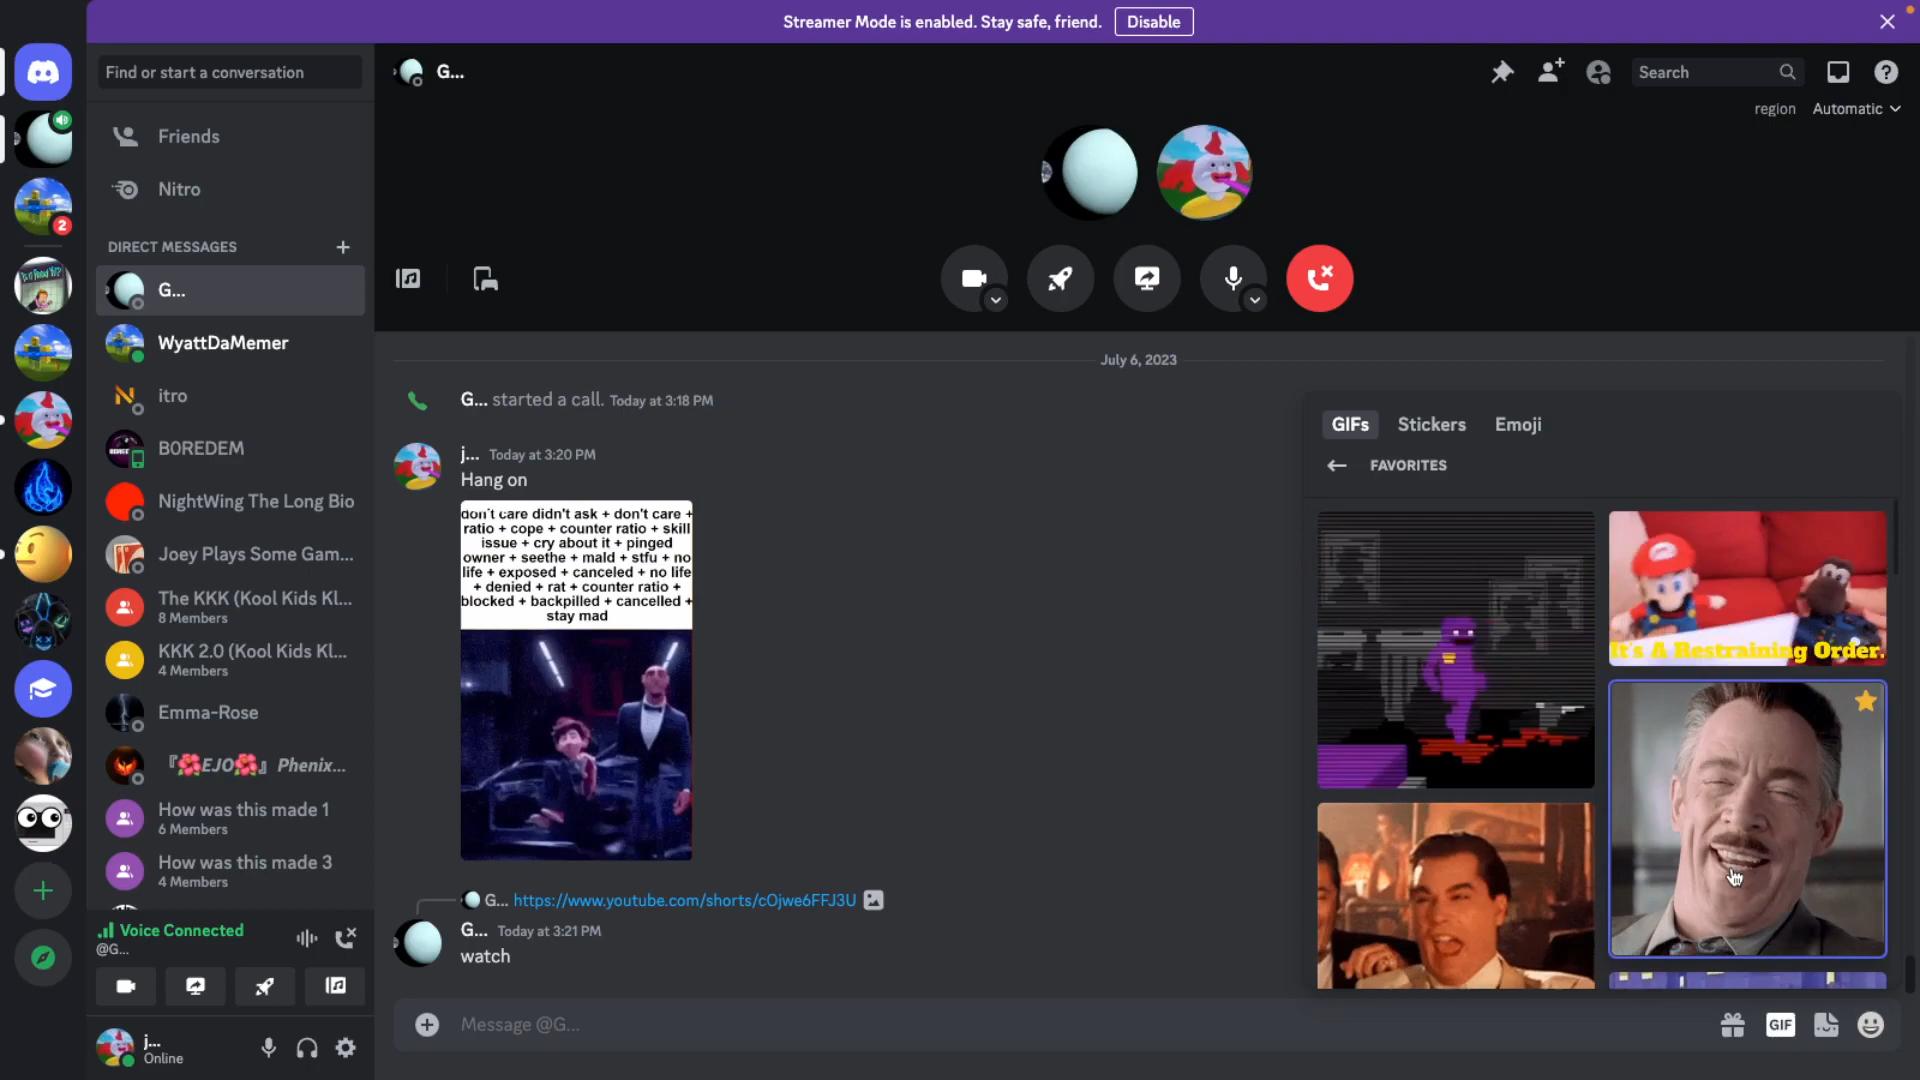 Streamer Mode is enabled. Stay safe, friend.
Disable
Find or start a conversation
G...
Search
region
Automatic
Friends
Nitro
DIRECT MESSAGES
G...
WyattDaMemer
itro
B0REDEM
NightWing The Long Bio
Joey Plays Some Gam...
The KKK (Kool Kids Kl...
8 Members
KKK 2.0 (Kool Kids Kl...
4 Members
Emma-Rose
『🌺EJO🌺』 Phenix...
How was this made 1
6 Members
How was this made 3
4 Members
Voice Connected
@G...
j...
Online
2
July 6, 2023
G... started a call. Today at 3:18 PM
j... Today at 3:20 PM
Hang on
don't care didn't ask + don't care +
ratio + cope + counter ratio + skill
issue + cry about it + pinged
owner + seethe + mald + stfu + no
life + exposed + canceled + no life
+ denied + rat + counter ratio +
blocked + backpilled + cancelled +
stay mad
G... https://www.youtube.com/shorts/cOjwe6FFJ3U
G... Today at 3:21 PM
watch
Message @G...
GIF
GIFs
Stickers
Emoji
FAVORITES
It's A Restraining Order.